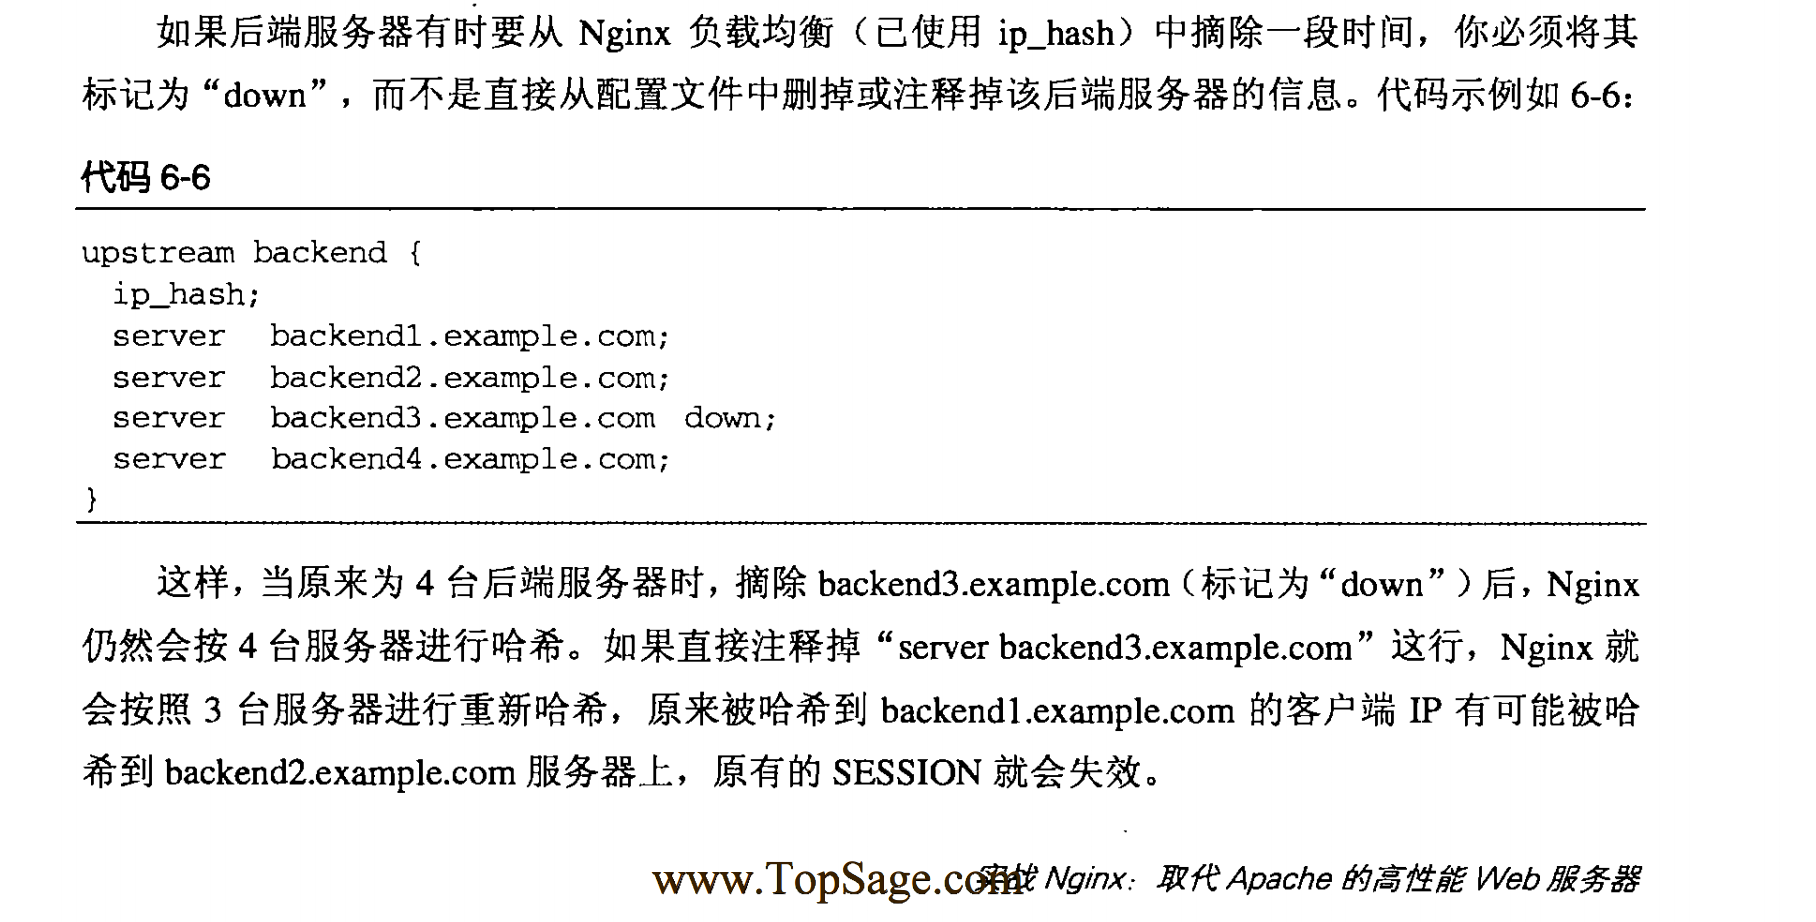 如果后端服务器有时要从 Nginx 负载均衡（已使用 ip_hash）中摘除一段时间，你必须将其
标记为“down”，而不是直接从配置文件中删掉或注释掉该后端服务器的信息。代码示例如 6-6：
代码 6-6
upstream backend {
  ip_hash;
  server   backend1.example.com;
  server   backend2.example.com;
  server   backend3.example.com  down;
  server   backend4.example.com;
}
这样，当原来为 4 台后端服务器时，摘除 backend3.example.com（标记为“down”）后，Nginx
仍然会按 4 台服务器进行哈希。如果直接注释掉“server backend3.example.com”这行，Nginx 就
会按照 3 台服务器进行重新哈希，原来被哈希到 backend1.example.com 的客户端 IP 有可能被哈
希到 backend2.example.com 服务器上，原有的 SESSION 就会失效。
www.TopSage.com Nginx：取代 Apache 的高性能 Web 服务器